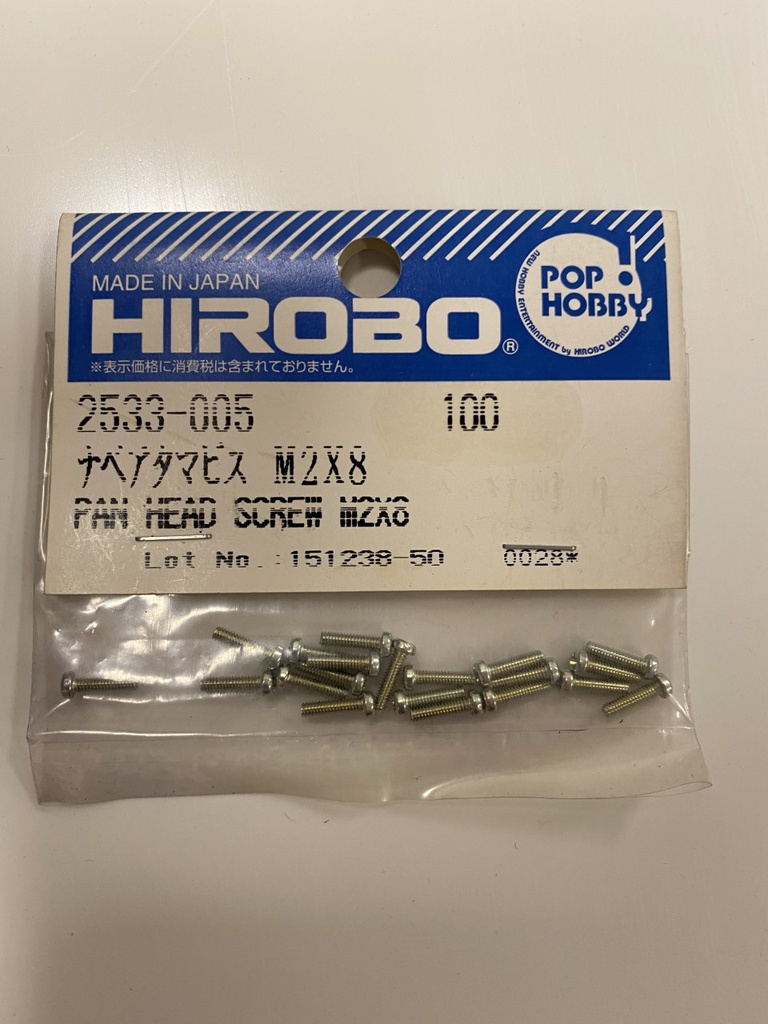 MADE IN JAPAN
HIROBO®
※表示価格に消費税は含まれておりません。
POP!
HOBBY
NEW HOBBY ENTERTAINMENT by HIROBO WORLD
2533-005 100
ナベアタマビス M2X8
PAN HEAD SCREW M2X8
Lot No.:151238-50 0028*